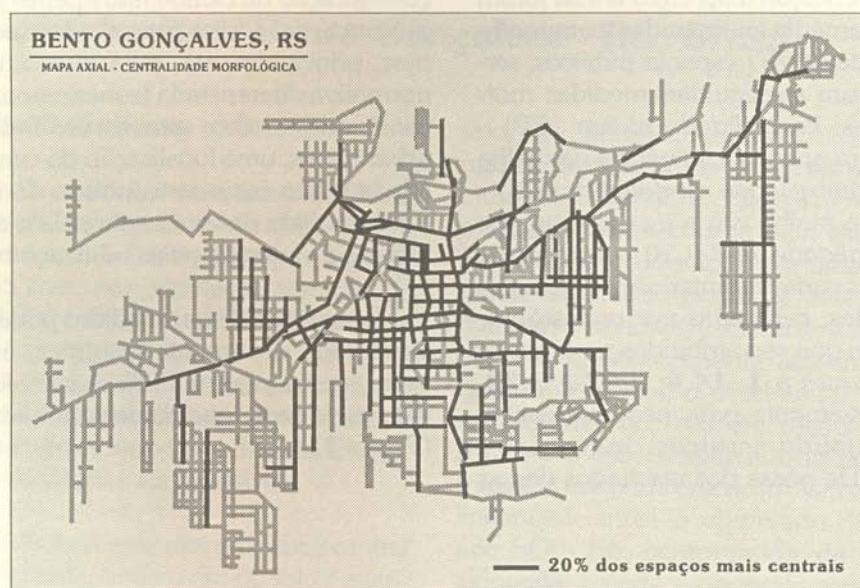 BENTO GONÇALVES, RS
MAPA AXIAL - CENTRALIDADE MORFOLÓGICA
20% dos espaços mais centrais